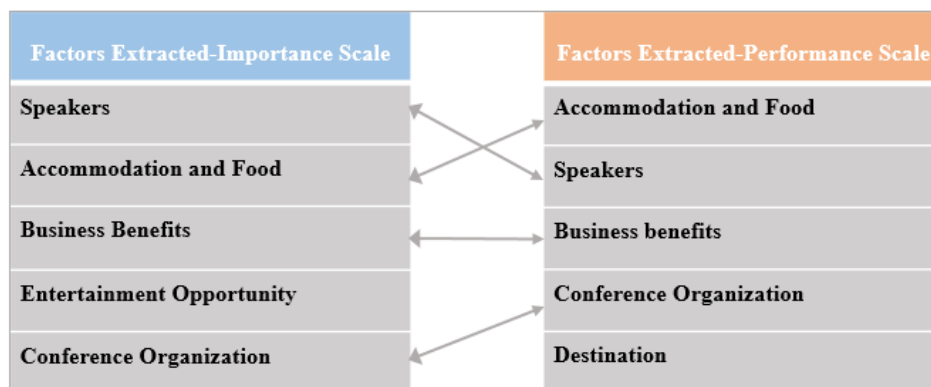 Factors Extracted-Importance Scale
Factors Extracted-Performance Scale
Speakers
Accommodation and Food
Accommodation and Food
Speakers
Business Benefits
Business benefits
Entertainment Opportunity
Conference Organization
Conference Organization
Destination